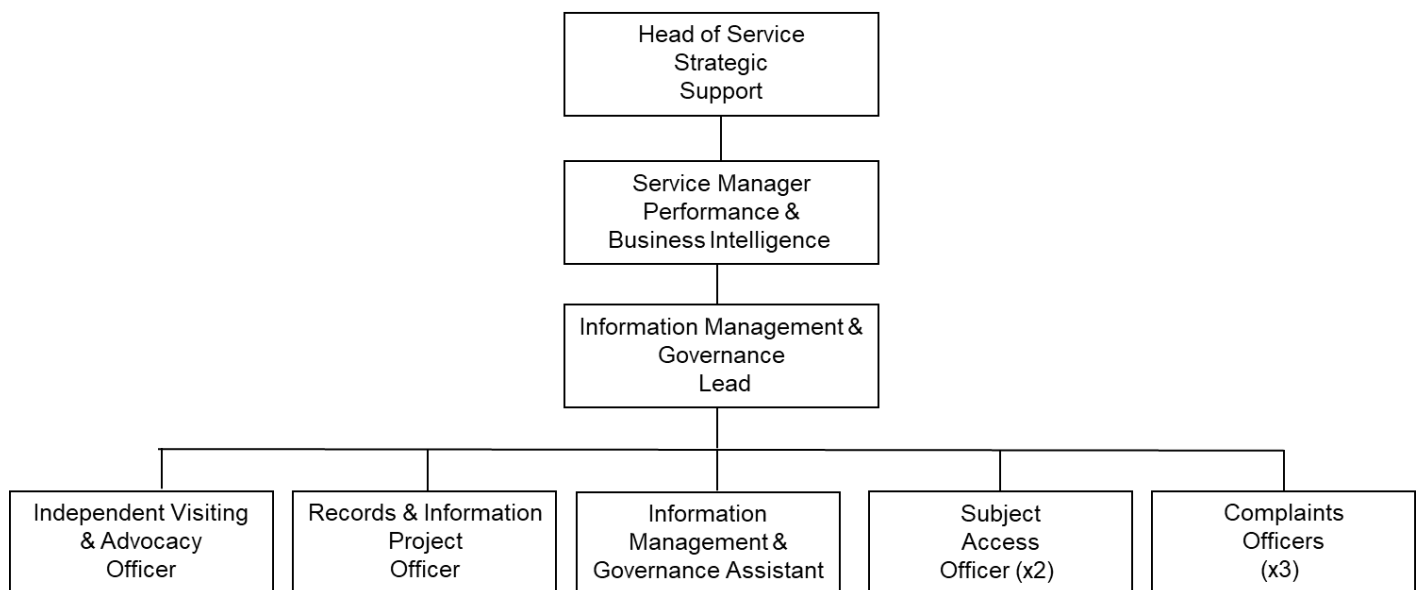 Head of Service
Strategic
Support
Service Manager
Performance &
Business Intelligence
Information Management &
Governance
Lead
Independent Visiting
& Advocacy
Officer
Records & Information
Project
Officer
Information
Management &
Governance Assistant
Subject
Access
Officer (x2)
Complaints
Officers
(x3)